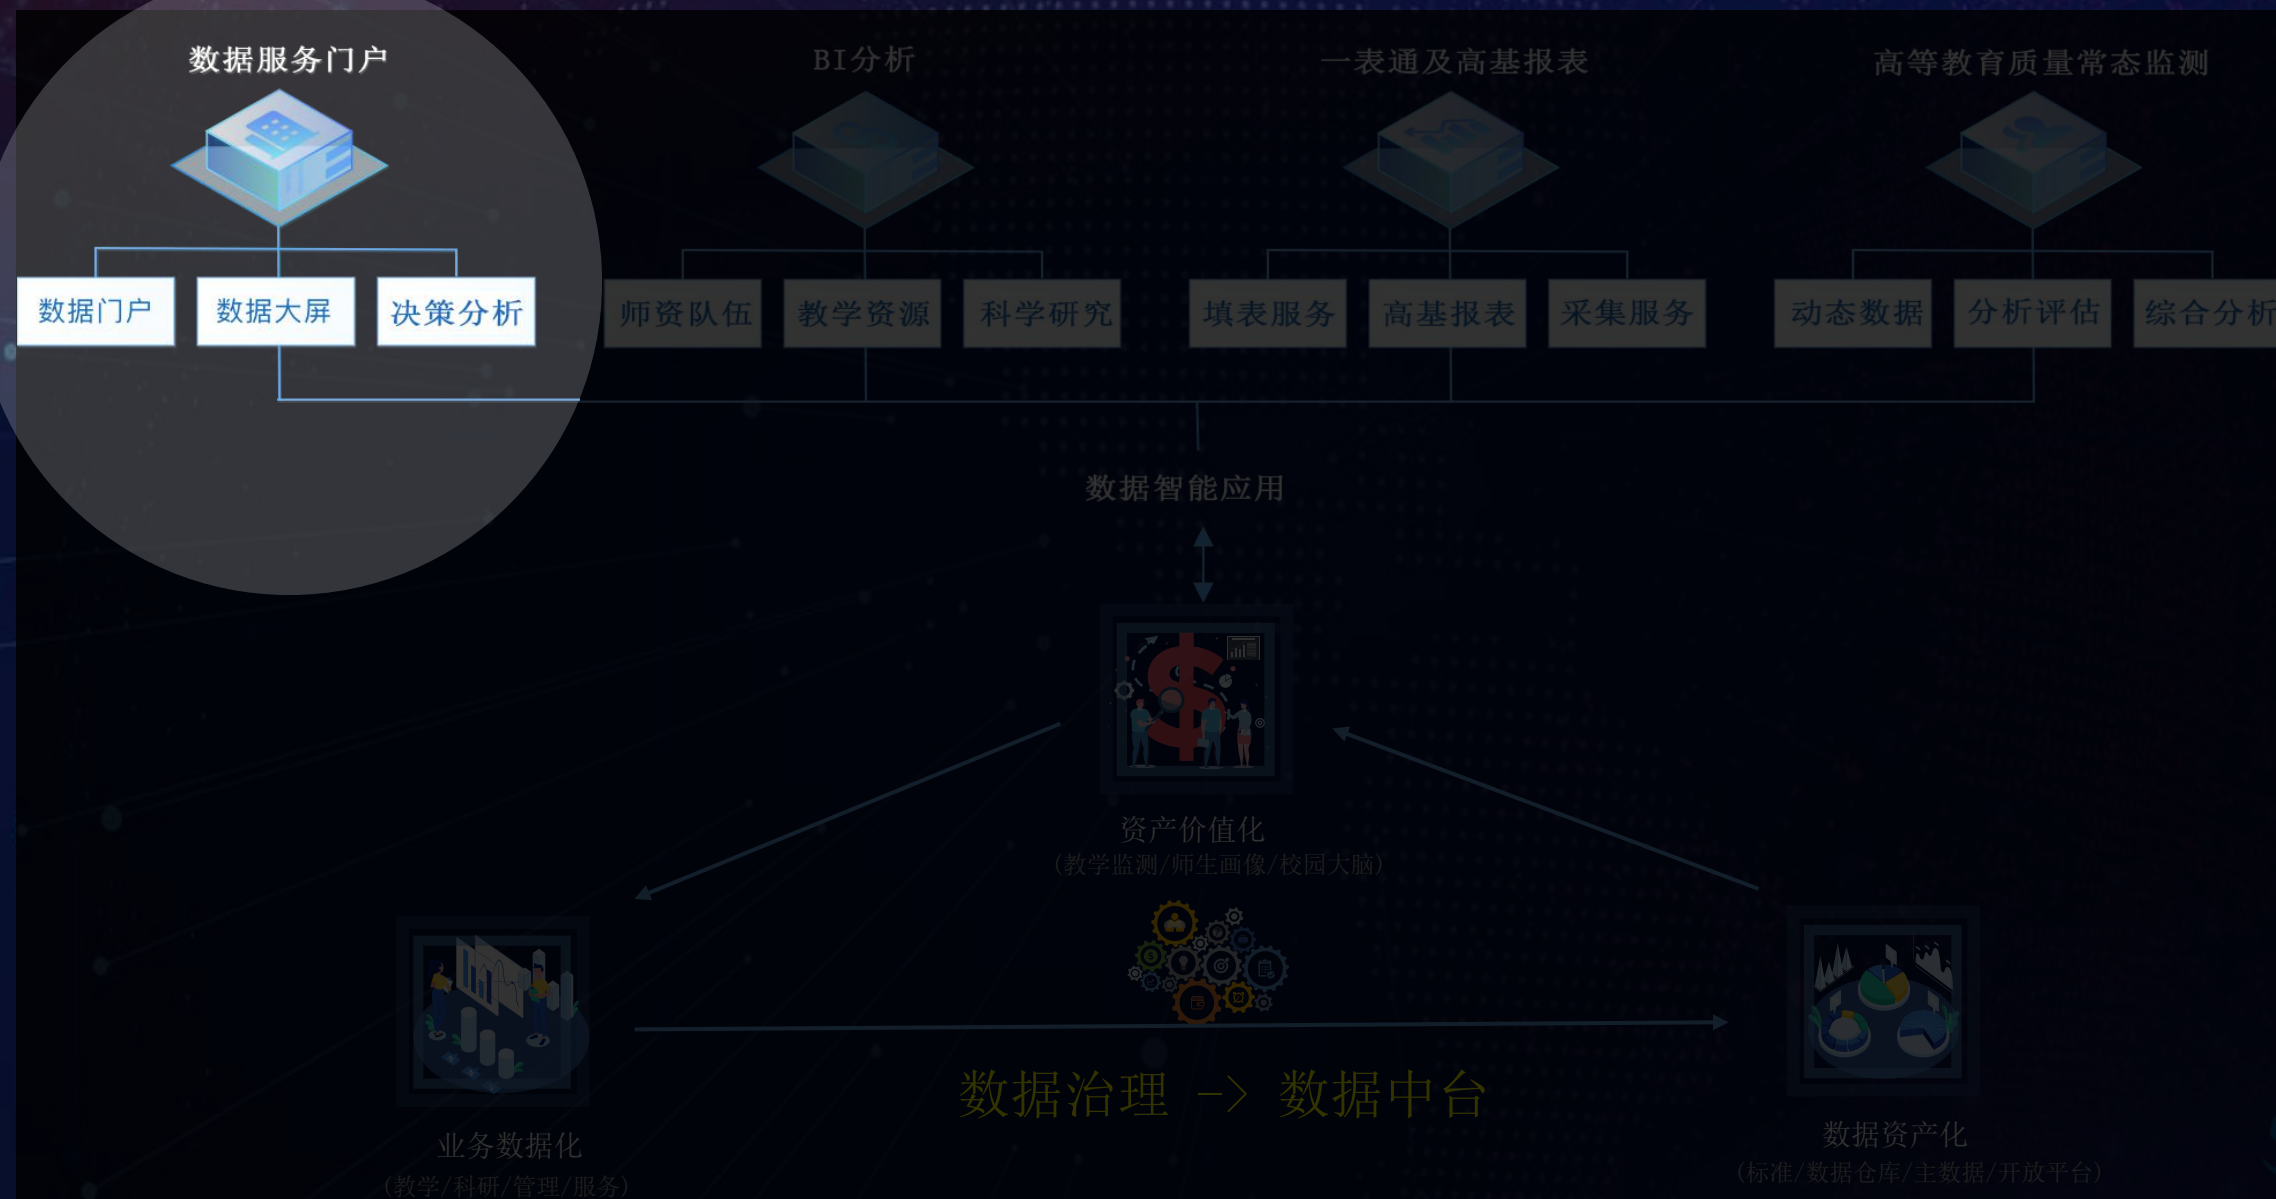 数据服务门户
BI分析
一表通及高基报表
高等教育质量常态监测
数据门户
数据大屏
决策分析
师资队伍
教学资源
科学研究
填表服务
高基报表
采集服务
动态数据
分析评估
综合分析
数据智能应用
资产价值化
(教学监测/师生画像/校园大脑)
数据治理 -> 数据中台
业务数据化
(教学/科研/管理/服务)
数据资产化
(标准/数据仓库/主数据/开放平台)